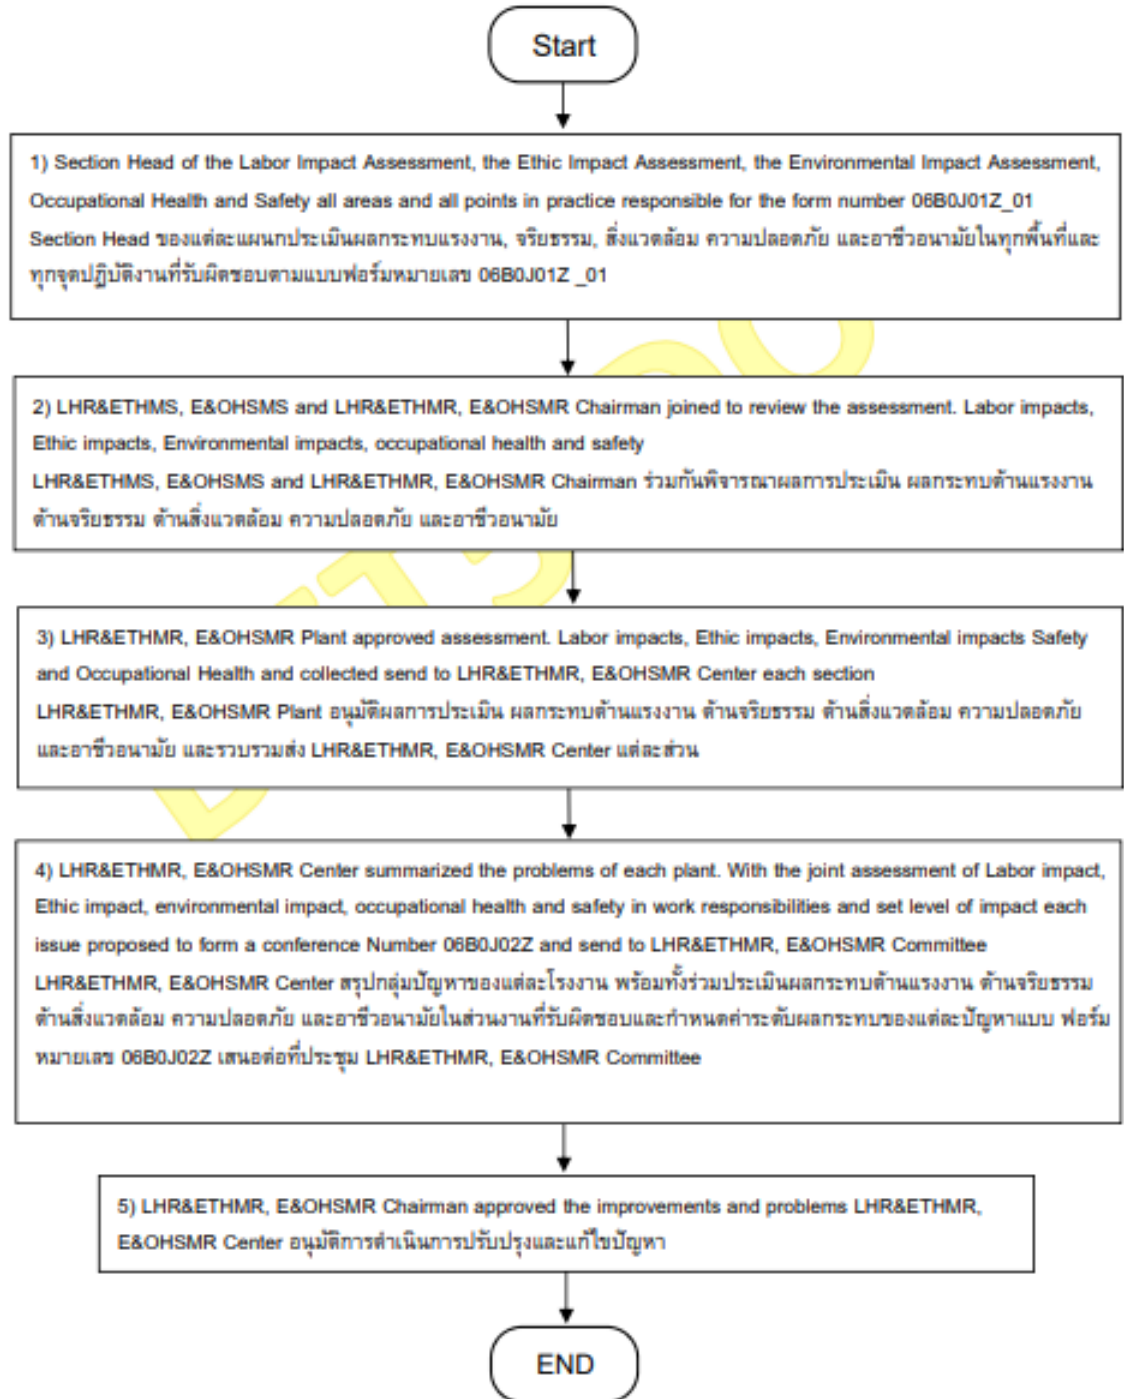 Start
1) Section Head of the Labor Impact Assessment, the Ethic Impact Assessment, the Environmental Impact Assessment,
Occupational Health and Safety all areas and all points in practice responsible for the form number 06B0J01Z_01
Section Head ของแต่ละแผนกประเมินผลกระทบแรงงาน, จริยธรรม, สิ่งแวดล้อม ความปลอดภัย และอาชีวอนามัยในทุกพื้นที่และ
ทุกจุดปฏิบัติงานที่รับผิดชอบตามแบบฟอร์มหมายเลข 06B0J01Z _01
2) LHR&ETHMS, E&OHSMS and LHR&ETHMR, E&OHSMR Chairman joined to review the assessment. Labor impacts,
Ethic impacts, Environmental impacts, occupational health and safety
LHR&ETHMS, E&OHSMS and LHR&ETHMR, E&OHSMR Chairman ร่วมกันพิจารณาผลการประเมิน ผลกระทบด้านแรงงาน
ด้านจริยธรรม ด้านสิ่งแวดล้อม ความปลอดภัย และอาชีวอนามัย
3) LHR&ETHMR, E&OHSMR Plant approved assessment. Labor impacts, Ethic impacts, Environmental impacts Safety
and Occupational Health and collected send to LHR&ETHMR, E&OHSMR Center each section
LHR&ETHMR, E&OHSMR Plant อนุมัติผลการประเมิน ผลกระทบด้านแรงงาน ด้านจริยธรรม ด้านสิ่งแวดล้อม ความปลอดภัย
และอาชีวอนามัย และรวบรวมส่ง LHR&ETHMR, E&OHSMR Center แต่ละส่วน
4) LHR&ETHMR, E&OHSMR Center summarized the problems of each plant. With the joint assessment of Labor impact,
Ethic impact, environmental impact, occupational health and safety in work responsibilities and set level of impact each
issue proposed to form a conference Number 06B0J02Z and send to LHR&ETHMR, E&OHSMR Committee
LHR&ETHMR, E&OHSMR Center สรุปกลุ่มปัญหาของแต่ละโรงงาน พร้อมทั้งร่วมประเมินผลกระทบด้านแรงงาน ด้านจริยธรรม
ด้านสิ่งแวดล้อม ความปลอดภัย และอาชีวอนามัยในส่วนงานที่รับผิดชอบและกำหนดค่าระดับผลกระทบของแต่ละปัญหาแบบ ฟอร์ม
หมายเลข 06B0J02Z เสนอต่อที่ประชุม LHR&ETHMR, E&OHSMR Committee
5) LHR&ETHMR, E&OHSMR Chairman approved the improvements and problems LHR&ETHMR,
E&OHSMR Center อนุมัติการดำเนินการปรับปรุงและแก้ไขปัญหา
END